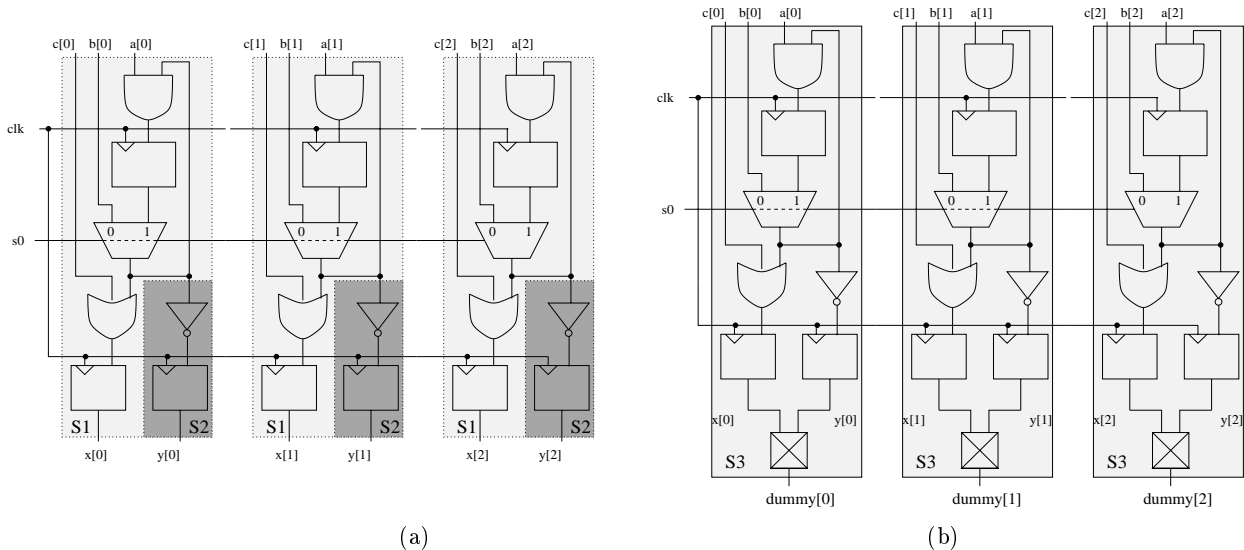 c[0] b[0] a[0] c[1] b[1] a[1] c[2] b[2] a[2]
clk
0 1 0 1 0 1
s0
S1 S2 S1 S2 S1 S2
x[0] y[0] x[1] y[1] x[2] y[2]
(a)
c[0] b[0] a[0] c[1] b[1] a[1] c[2] b[2] a[2]
clk
0 1 0 1 0 1
s0
x[0] y[0] x[1] y[1] x[2] y[2]
S3 S3 S3
dummy[0] dummy[1] dummy[2]
(b)